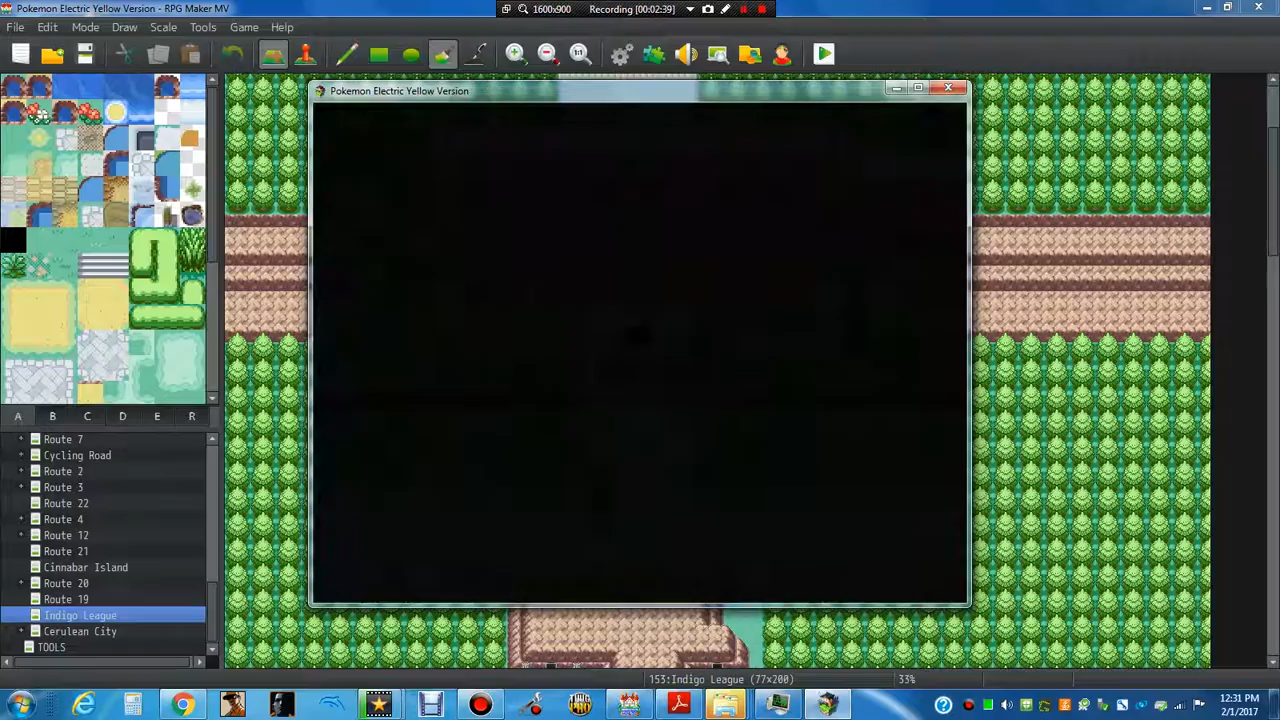 Pokemon Electric Yellow Version - RPG Maker MV
1600x900
Recording [00:02:39]
File Edit Mode Draw Scale Tools Game Help
1:1
Pokemon Electric Yellow Version
A B C D E R
Route 7
Cycling Road
Route 2
Route 3
Route 22
Route 4
Route 12
Route 21
Cinnabar Island
Route 20
Route 19
Indigo League
Cerulean City
TOOLS
153:Indigo League (77x200)
33%
12:31 PM
2/1/2017